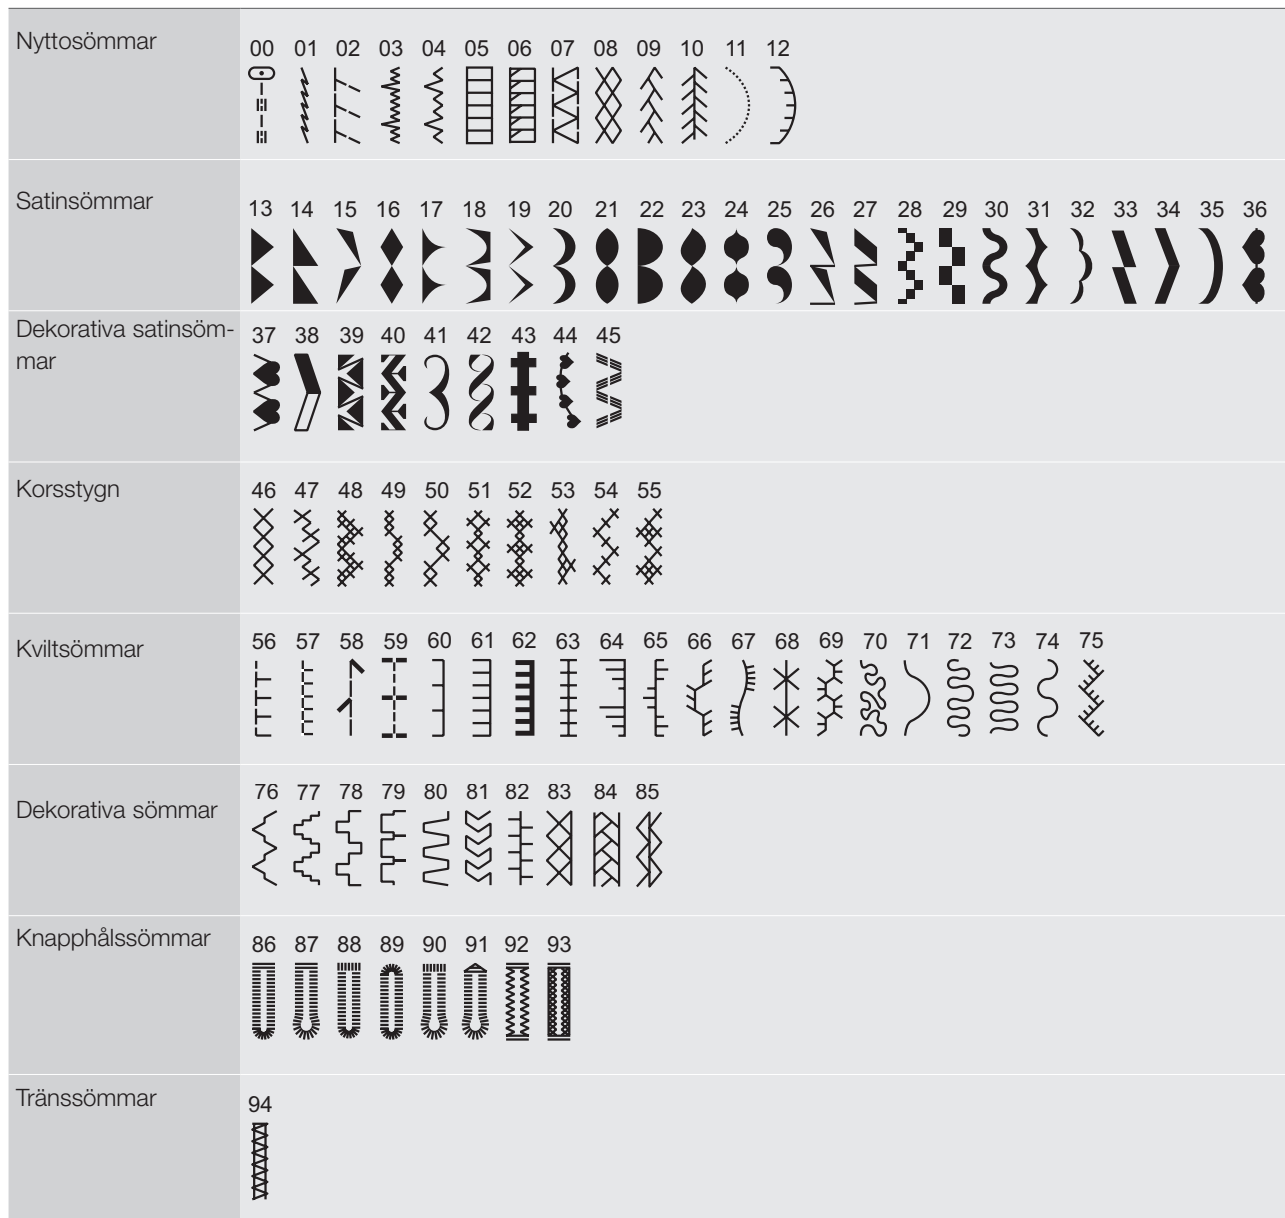 Nyttosömmar
00 01 02 03 04 05 06 07 08 09 10 11 12
Satinsömmar
13 14 15 16 17 18 19 20 21 22 23 24 25 26 27 28 29 30 31 32 33 34 35 36
Dekorativa satinsöm-
mar
37 38 39 40 41 42 43 44 45
Korsstygn
46 47 48 49 50 51 52 53 54 55
Kviltsömmar
56 57 58 59 60 61 62 63 64 65 66 67 68 69 70 71 72 73 74 75
Dekorativa sömmar
76 77 78 79 80 81 82 83 84 85
Knapphålssömmar
86 87 88 89 90 91 92 93
Tränssömmar
94